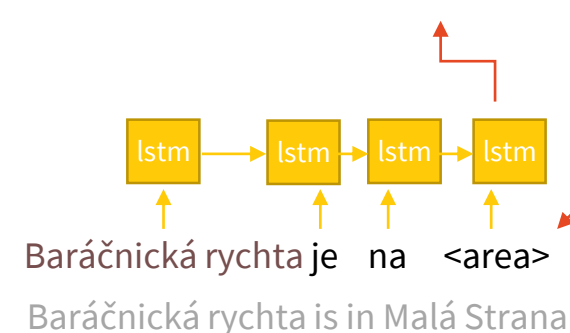 lstm lstm lstm lstm
Baráčnická rychta je na <area>
Baráčnická rychta is in Malá Strana